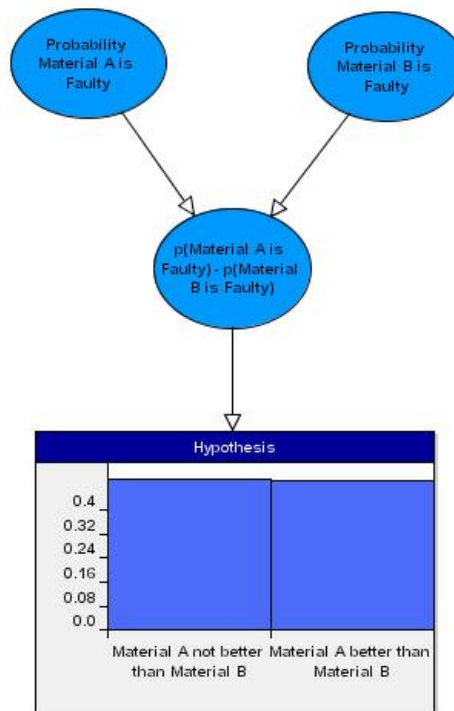 Probability
Material A is
Faulty
Probability
Material B is
Faulty
p(Material A is
Faulty) - p(Material
B is Faulty)
Hypothesis
0.4
0.32
0.24
0.16
0.08
0.0
Material A not better
than Material B
Material A better than
Material B